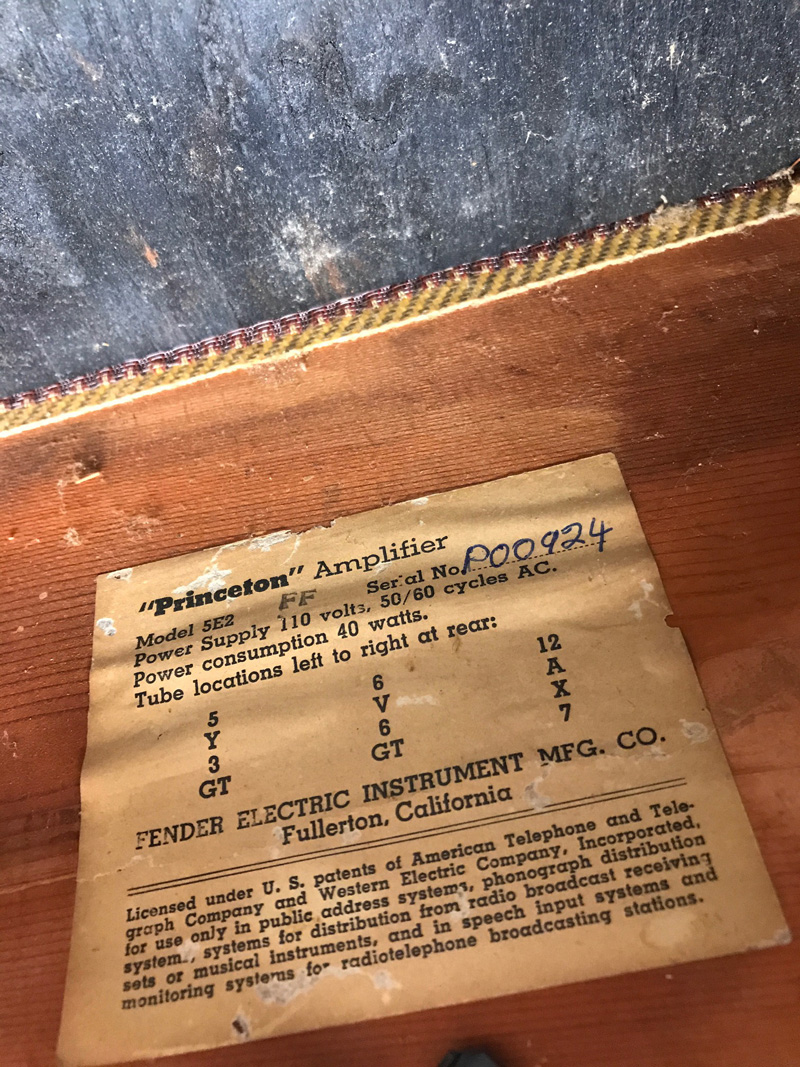 "Princeton" Amplifier
Model 5E2 FF Serial No. P00924
Power Supply 110 volts, 50/60 cycles AC.
Power consumption 40 watts.
Tube locations left to right at rear:
5 6 12
Y V A
3 6 X
GT GT 7
FENDER ELECTRIC INSTRUMENT MFG. CO.
Fullerton, California
Licensed under U. S. patents of American Telephone and Tele-
graph Company and Western Electric Company, Incorporated,
for use only in public address systems, phonograph distribution
systems, systems for distribution from radio broadcast receiving
sets or musical instruments, and in speech input systems and
monitoring systems for radiotelephone broadcasting stations.